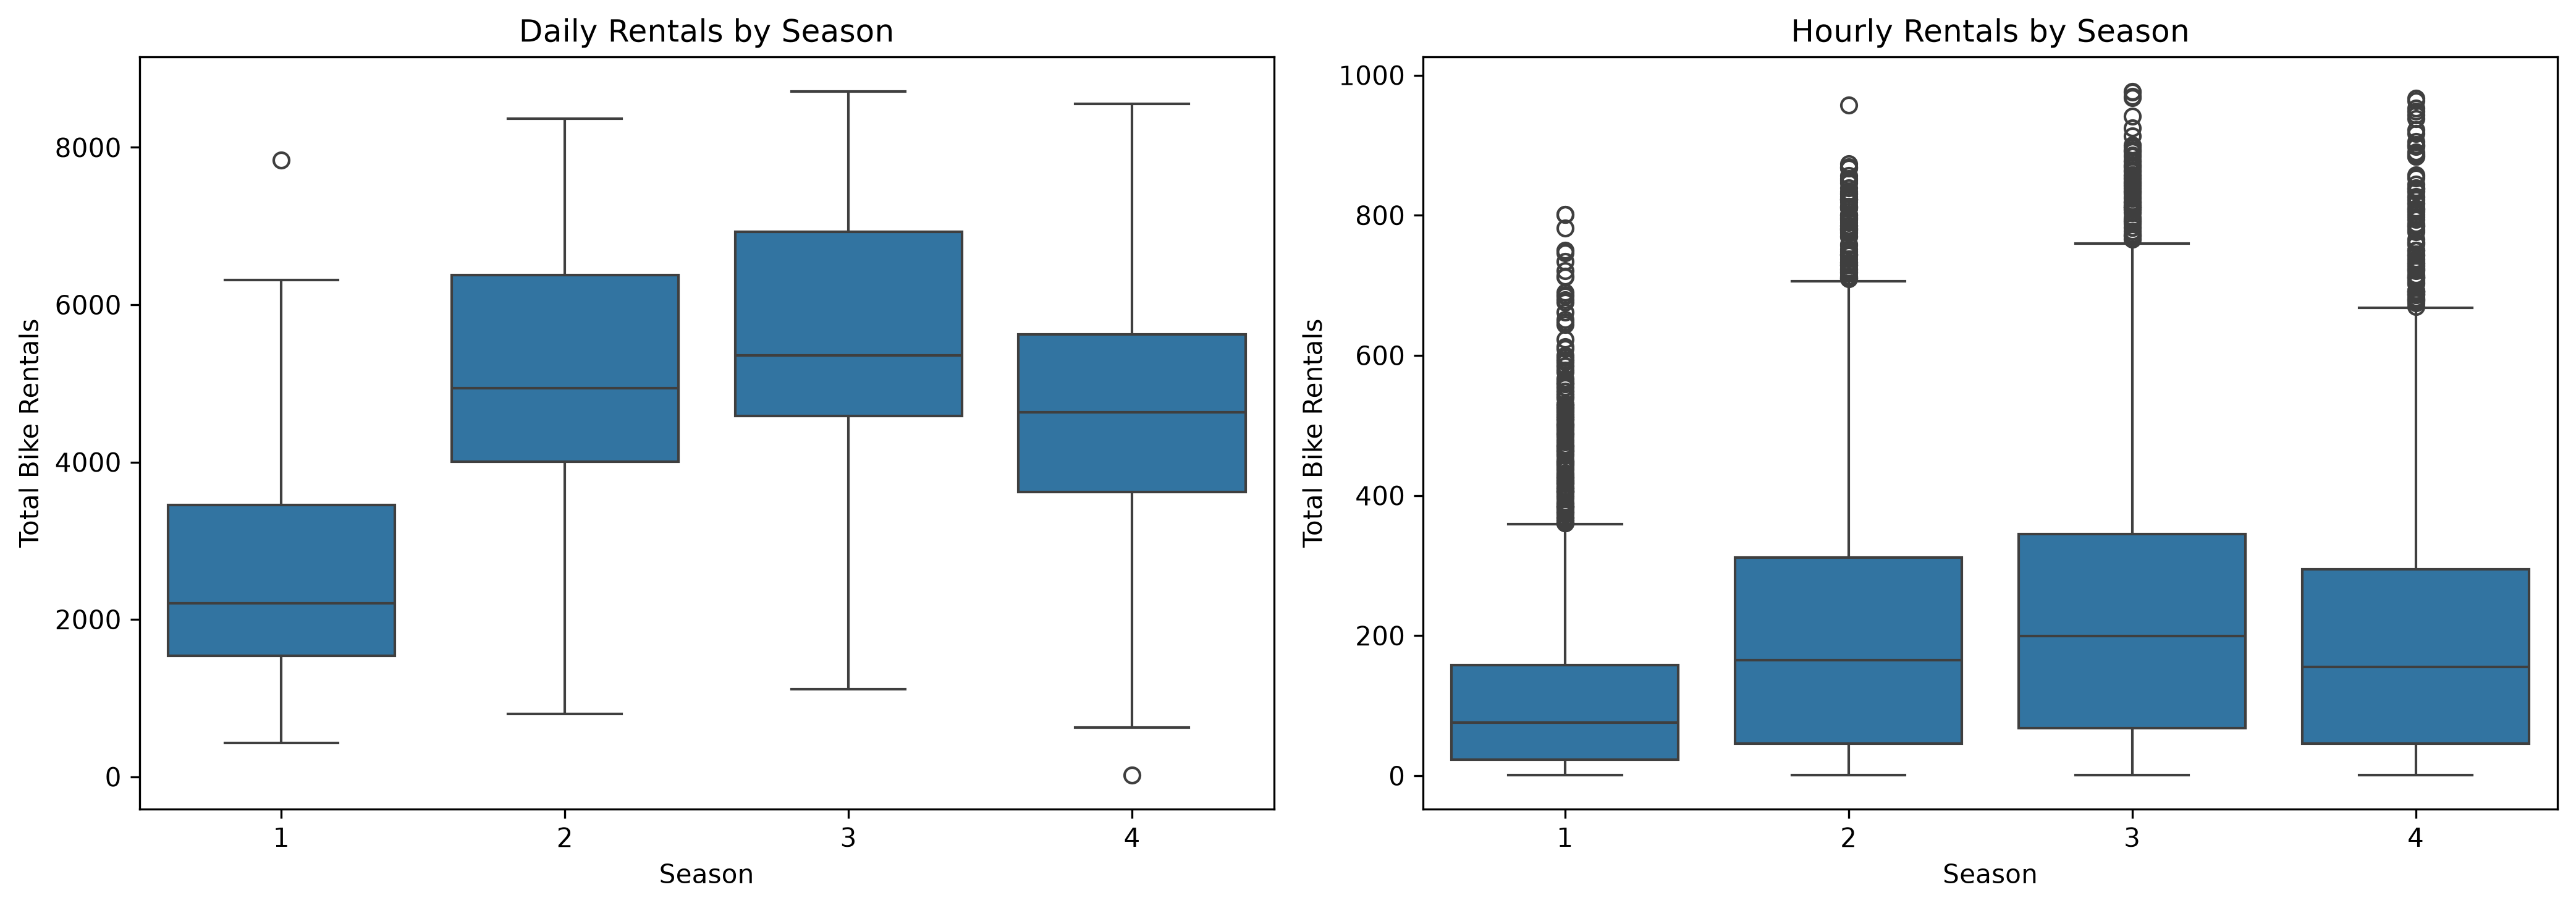 Daily Rentals by Season
Total Bike Rentals
8000
6000
4000
2000
0
1 2 3 4
Season
Hourly Rentals by Season
Total Bike Rentals
1000
800
600
400
200
0
1 2 3 4
Season